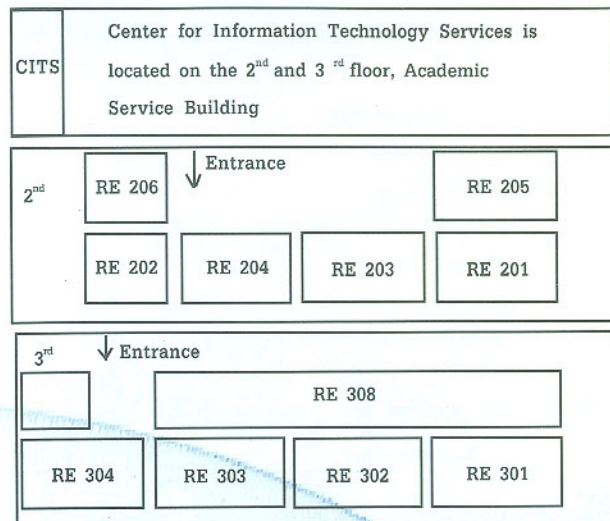 CITS
Center for Information Technology Services is
located on the 2nd and 3 rd floor, Academic
Service Building
2nd
RE 206
Entrance
RE 205
RE 202
RE 204
RE 203
RE 201
3rd
Entrance
RE 308
RE 304
RE 303
RE 302
RE 301